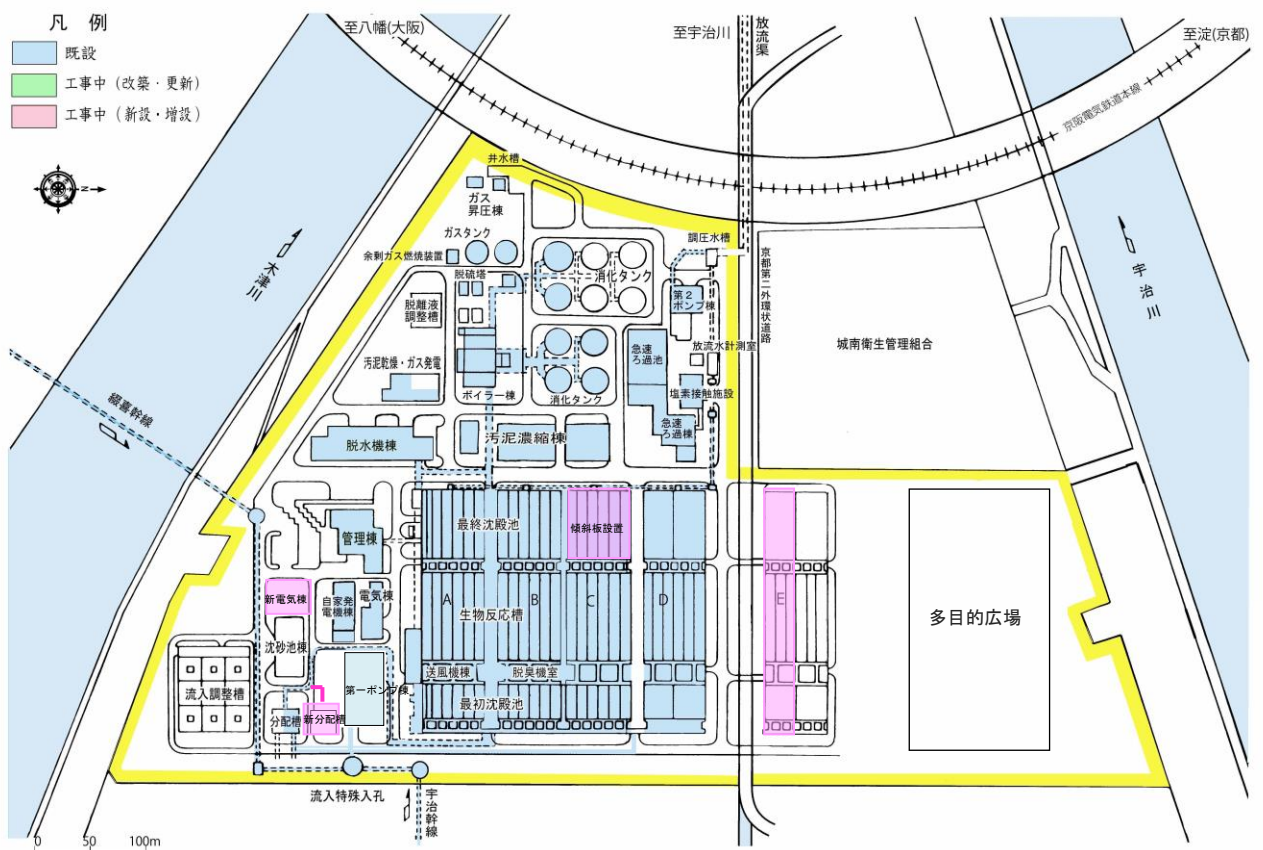 凡 例
既設
工事中（改築・更新）
工事中（新設・増設）
N
至八幡(大阪)
至宇治川
放流渠
至淀(京都)
京阪電気鉄道本線
木津川
宇治川
井水槽
ガス
昇圧棟
ガスタンク
余剰ガス燃焼装置
脱硫塔
消化タンク
調圧水槽
京都第二外環状道路
脱離液
調整槽
第２
ポンプ棟
放流水計測室
城南衛生管理組合
急速
ろ過池
汚泥乾燥・ガス発電
ボイラー棟
消化タンク
塩素接触施設
急速
ろ過棟
綴喜幹線
脱水機棟
汚泥濃縮棟
最終沈殿池
傾斜板設置
管理棟
新電気棟
自家発
電機棟
電気棟
A
生物反応槽
B
C
D
E
多目的広場
沈砂池棟
流入調整槽
送風機棟
脱臭機室
第一ポンプ棟
最初沈殿池
分配槽
新分配槽
流入特殊人孔
宇治幹線
0 50 100m